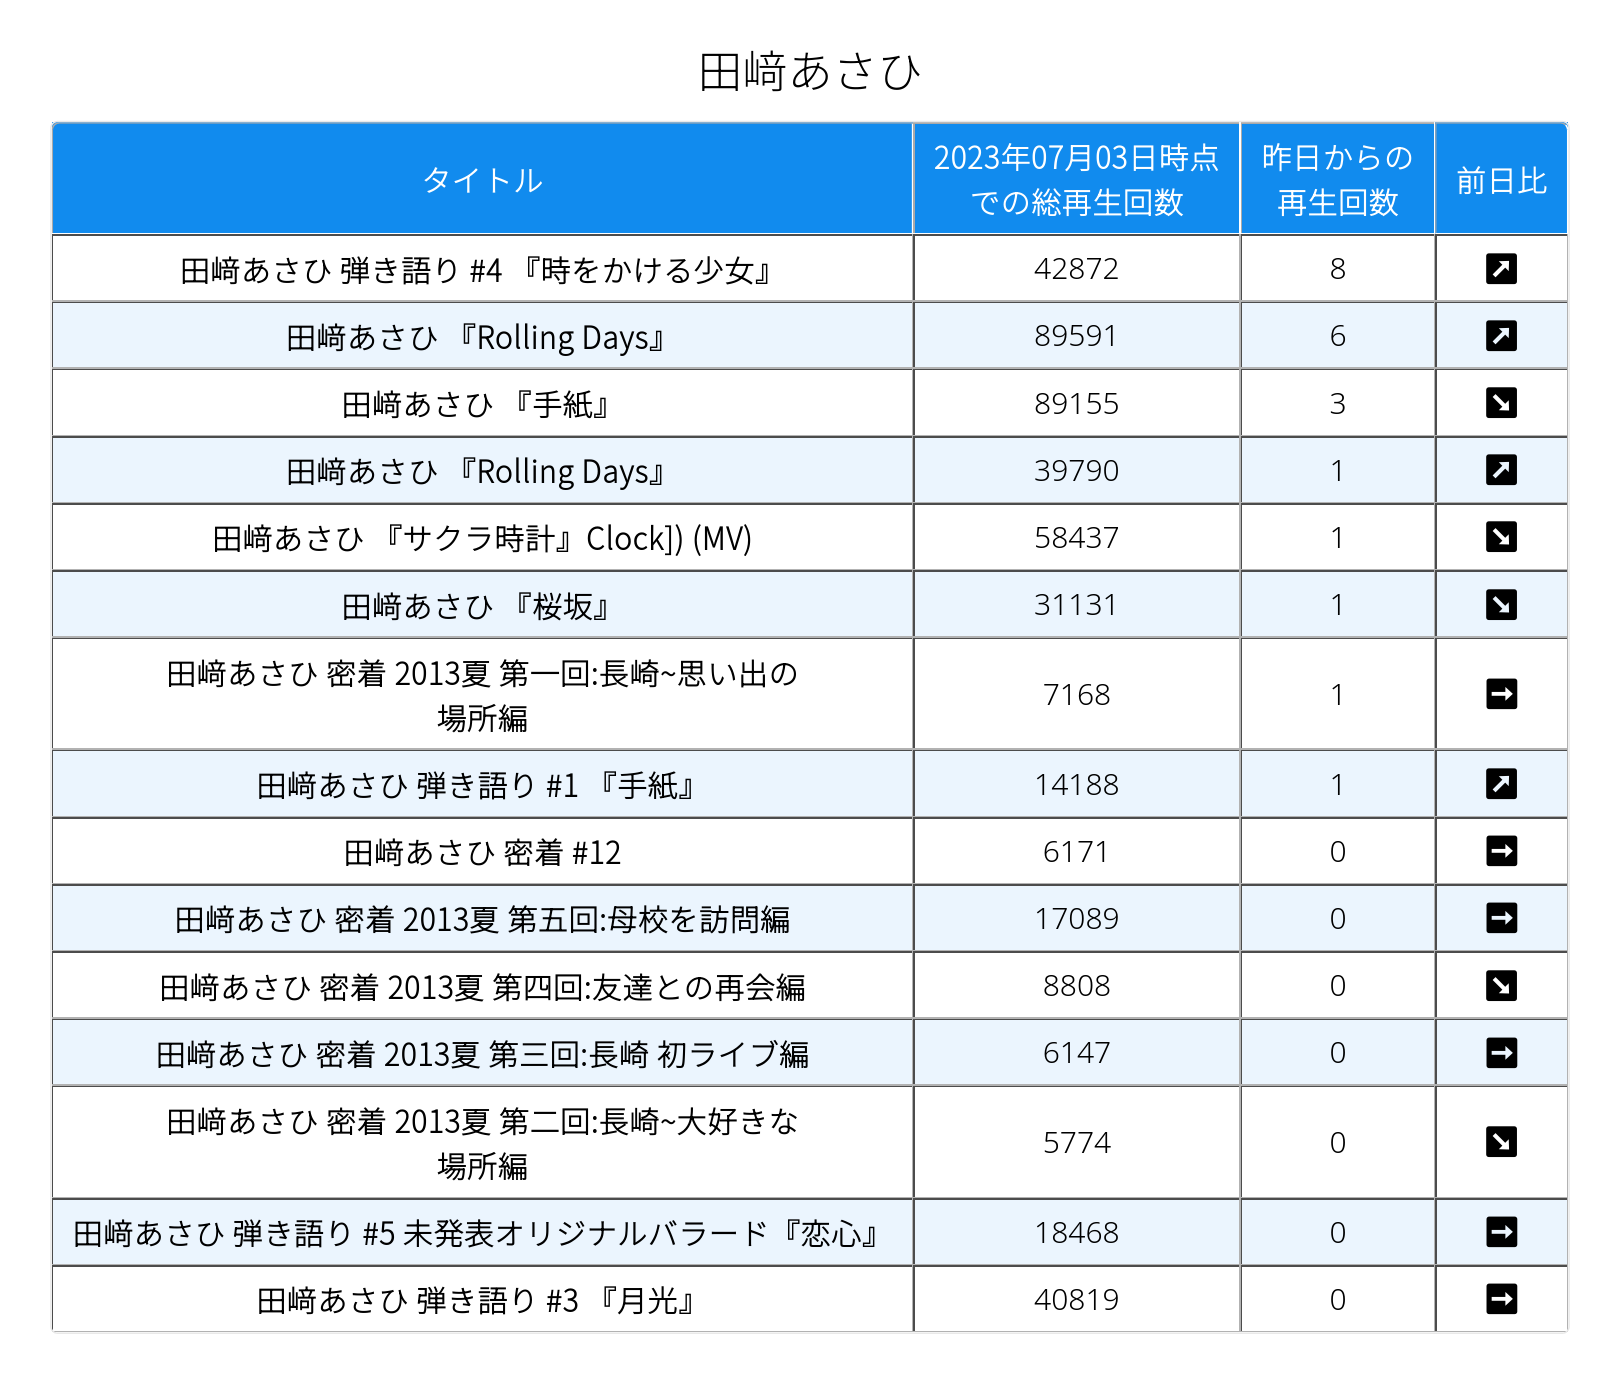 田﨑あさひ
タイトル
2023年07月03日時点
での総再生回数
昨日からの
再生回数
前日比
田﨑あさひ 弾き語り #4 『時をかける少女』 42872 8
田﨑あさひ 『Rolling Days』 89591 6
田﨑あさひ 『手紙』 89155 3
田﨑あさひ 『Rolling Days』 39790 1
田﨑あさひ 『サクラ時計』Clock]) (MV) 58437 1
田﨑あさひ 『桜坂』 31131 1
田﨑あさひ 密着 2013夏 第一回:長崎~思い出の
場所編 7168 1
田﨑あさひ 弾き語り #1 『手紙』 14188 1
田﨑あさひ 密着 #12 6171 0
田﨑あさひ 密着 2013夏 第五回:母校を訪問編 17089 0
田﨑あさひ 密着 2013夏 第四回:友達との再会編 8808 0
田﨑あさひ 密着 2013夏 第三回:長崎 初ライブ編 6147 0
田﨑あさひ 密着 2013夏 第二回:長崎~大好きな
場所編 5774 0
田﨑あさひ 弾き語り #5 未発表オリジナルバラード『恋心』 18468 0
田﨑あさひ 弾き語り #3 『月光』 40819 0